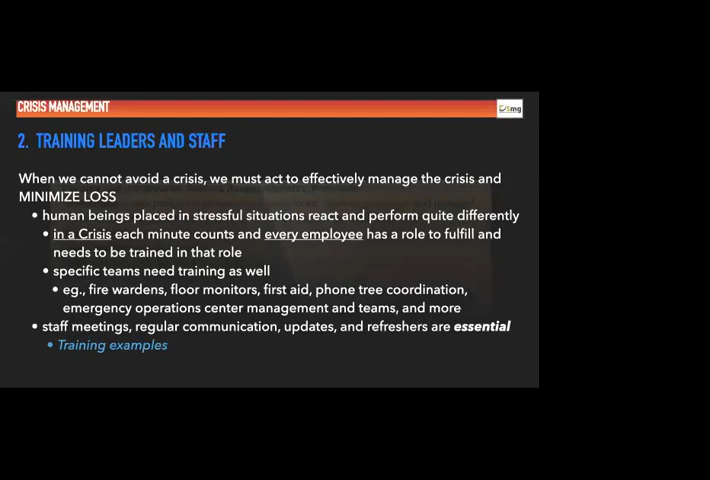 CRISIS MANAGEMENT
5mg
2. TRAINING LEADERS AND STAFF
When we cannot avoid a crisis, we must act to effectively manage the crisis and
MINIMIZE LOSS
• human beings placed in stressful situations react and perform quite differently
• in a Crisis each minute counts and every employee has a role to fulfill and
needs to be trained in that role
• specific teams need training as well
• eg., fire wardens, floor monitors, first aid, phone tree coordination,
emergency operations center management and teams, and more
• staff meetings, regular communication, updates, and refreshers are essential
• Training examples